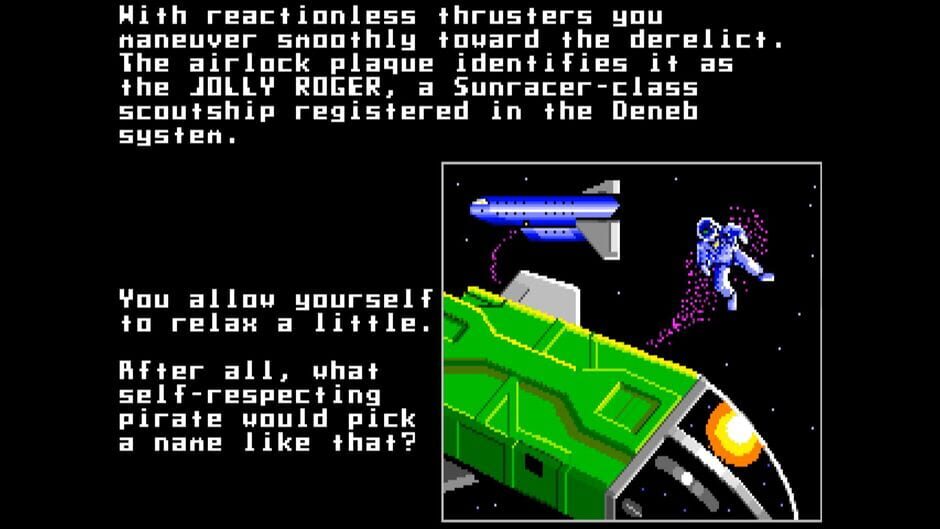 With reactionless thrusters you
maneuver smoothly toward the derelict.
The airlock plaque identifies it as
the JOLLY ROGER, a Sunracer-class
scoutship registered in the Deneb
system.
You allow yourself
to relax a little.
After all, what
self-respecting
pirate would pick
a name like that?